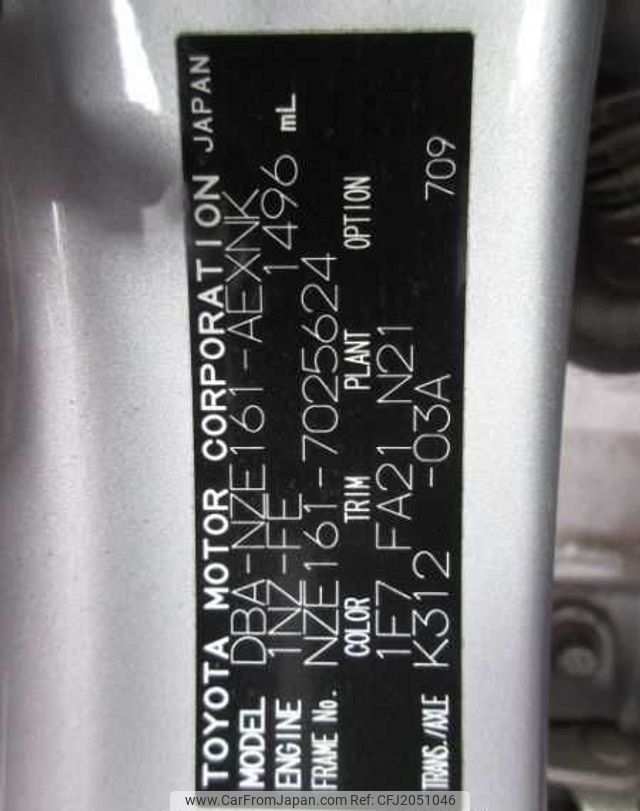 TOYOTA MOTOR CORPORATION JAPAN
MODEL DBA-NZE161-AEXNK
ENGINE 1NZ-FE 1496 mL
FRAME No. NZE161-7025624
COLOR TRIM PLANT OPTION
1F7 FA21 N21
TRANS./AXLE K312 -03A 709
www.CarFromJapan.com Ref: CFJ2051046